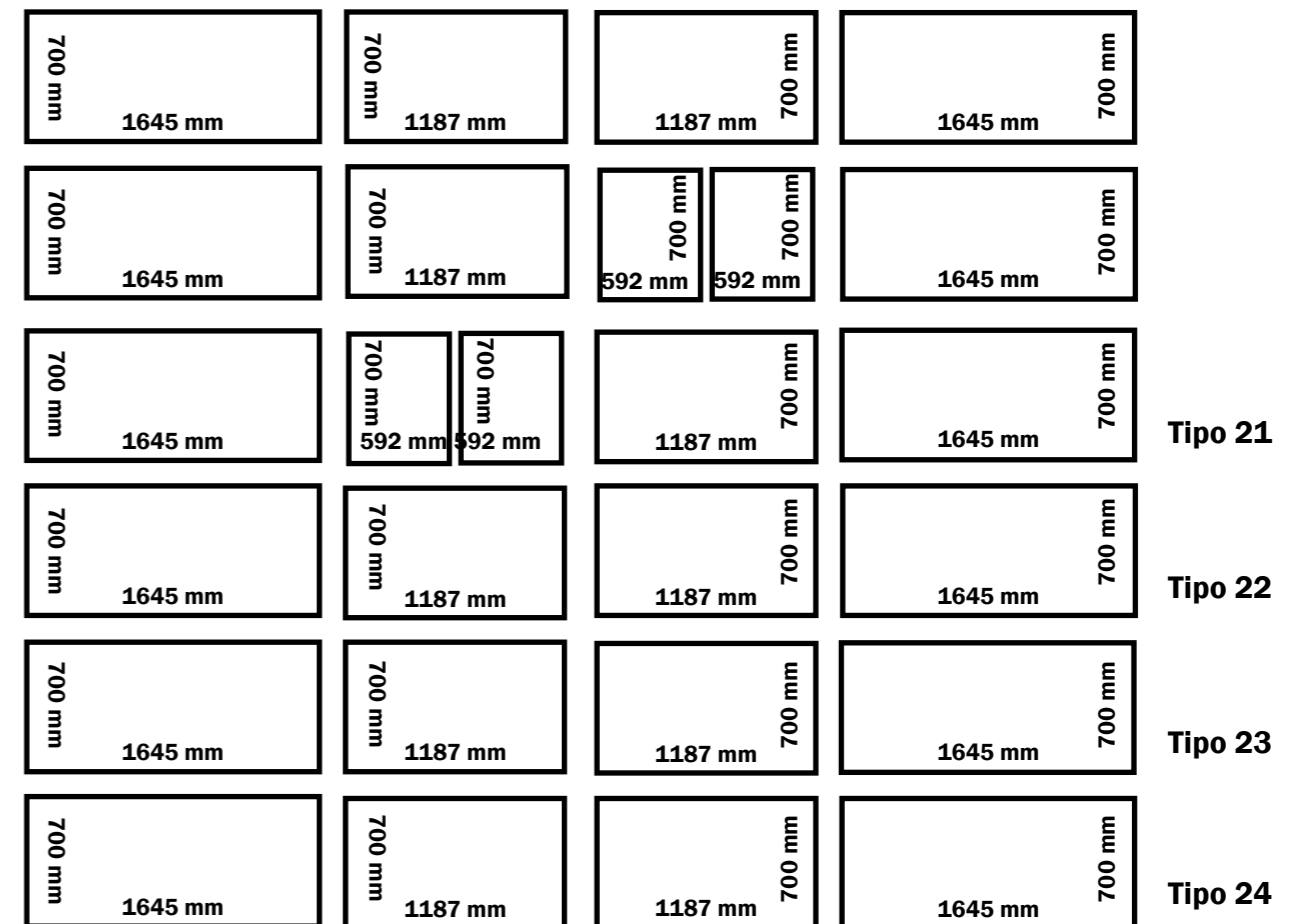 700 mm 700 mm 700 mm 700 mm
1645 mm 1187 mm 1187 mm 1645 mm
700 mm 700 mm 700 mm 700 mm 700 mm
1645 mm 1187 mm 592 mm 592 mm 1645 mm
700 mm 700 mm 700 mm 700 mm 700 mm
1645 mm 592 mm 592 mm 1187 mm 1645 mm Tipo 21
700 mm 700 mm 700 mm 700 mm
1645 mm 1187 mm 1187 mm 1645 mm Tipo 22
700 mm 700 mm 700 mm 700 mm
1645 mm 1187 mm 1187 mm 1645 mm Tipo 23
700 mm 700 mm 700 mm 700 mm
1645 mm 1187 mm 1187 mm 1645 mm Tipo 24